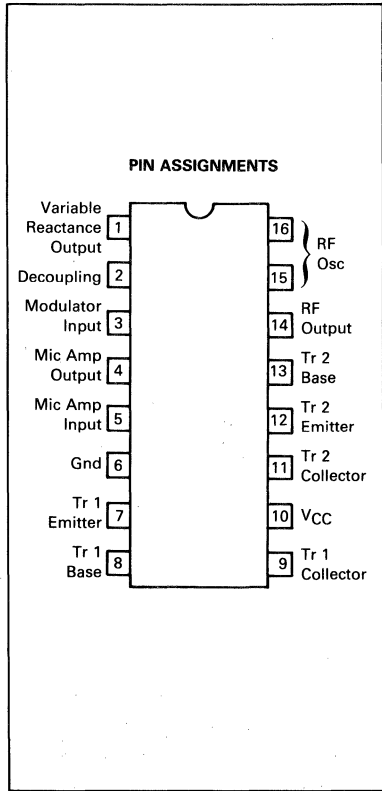 PIN ASSIGNMENTS
Variable
Reactance
Output
1
Decoupling 2
Modulator
Input
3
Mic Amp
Output
4
Mic Amp
Input
5
Gnd 6
Tr 1
Emitter
7
Tr 1
Base
8
16
RF
Osc
15
14 RF
Output
13 Tr 2
Base
12 Tr 2
Emitter
11 Tr 2
Collector
10 VCC
9 Tr 1
Collector